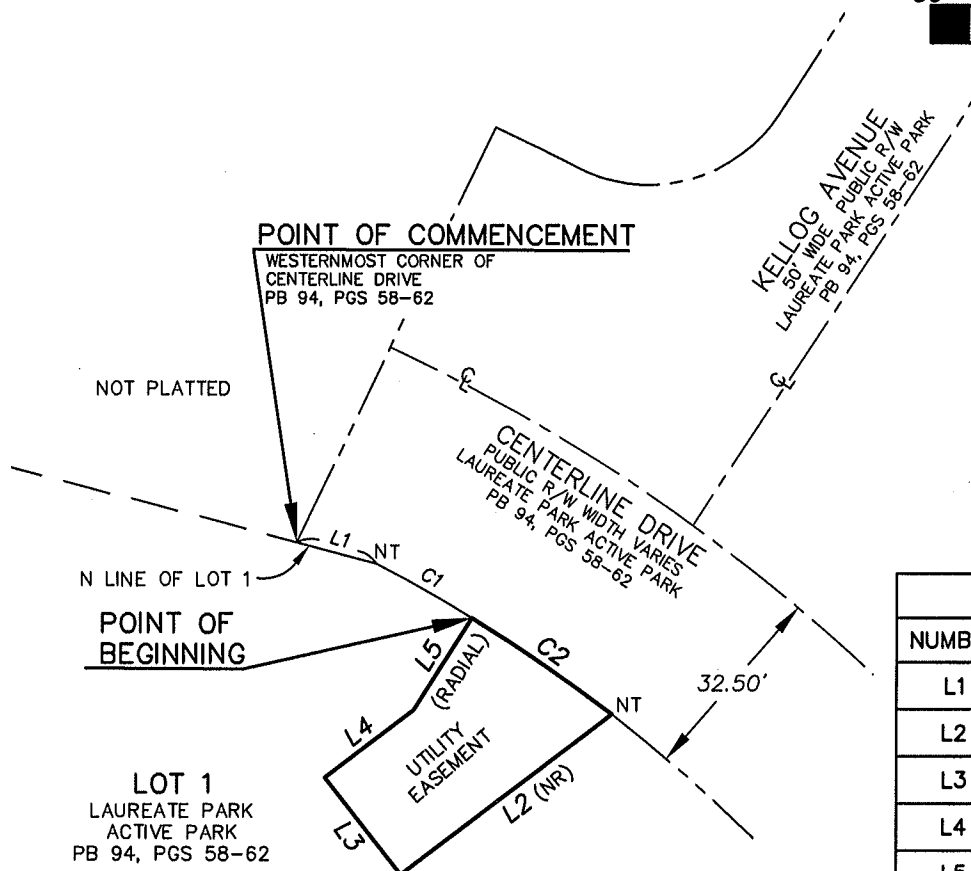 KELLOG AVENUE
50' WIDE PUBLIC R/W
LAUREATE PARK ACTIVE PARK
PB 94, PGS 58-62
POINT OF COMMENCEMENT
WESTERNMOST CORNER OF
CENTERLINE DRIVE
PB 94, PGS 58-62
NOT PLATTED
CL
CL
CENTERLINE DRIVE
PUBLIC R/W WIDTH VARIES
LAUREATE PARK ACTIVE PARK
PB 94, PGS 58-62
L1
NT
N LINE OF LOT 1
C1
POINT OF
BEGINNING
L5
(RADIAL)
C2
32.50'
NT
L4
UTILITY
EASEMENT
L2 (NR)
L3
LOT 1
LAUREATE PARK
ACTIVE PARK
PB 94, PGS 58-62
NUMB
L1
L2
L3
L4
L5